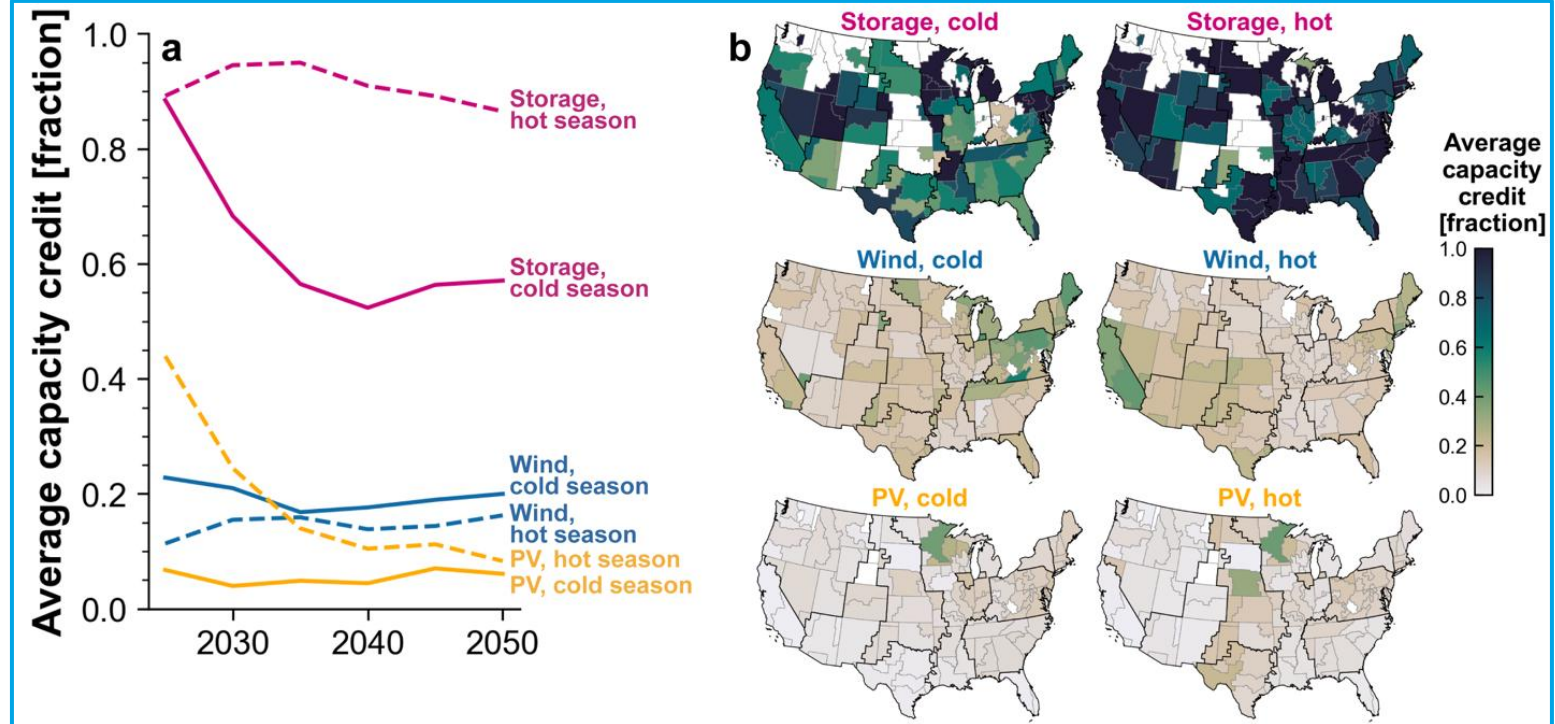 a
Average capacity credit [fraction]
1.0
0.8
0.6
0.4
0.2
0.0
2030
2040
2050
Storage,
hot season
Storage,
cold season
Wind,
cold season
Wind,
hot season
PV, hot season
PV, cold season
b
Storage, cold
Storage, hot
Wind, cold
Wind, hot
PV, cold
PV, hot
Average
capacity
credit
[fraction]
1.0
0.8
0.6
0.4
0.2
0.0